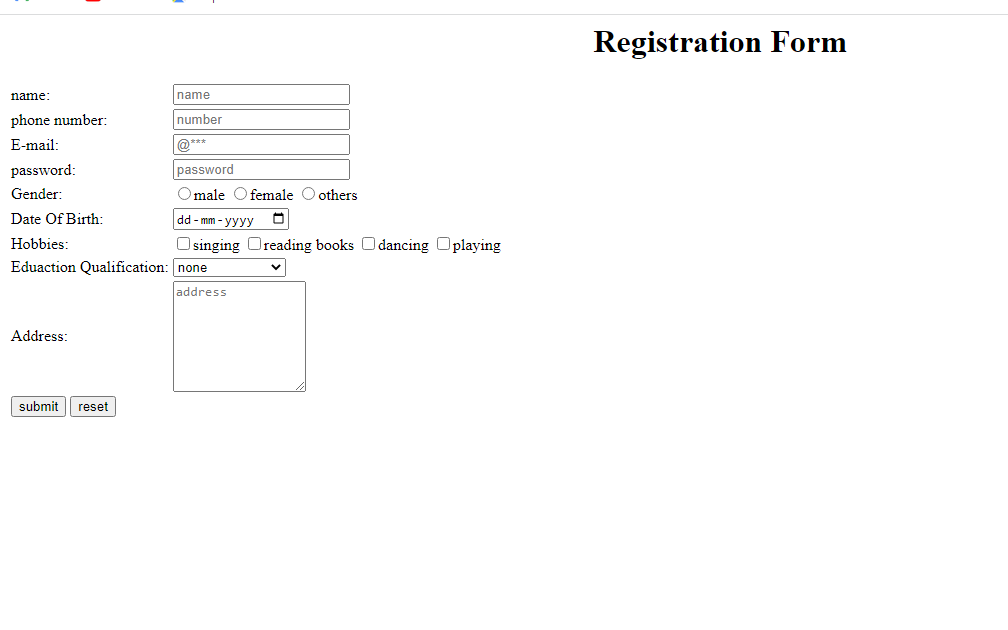 Registration Form
name: name
phone number: number
E-mail: @***
password: password
Gender: male female others
Date Of Birth: dd-mm-yyyy
Hobbies: singing reading books dancing playing
Eduaction Qualification: none
address
Address:
submit reset